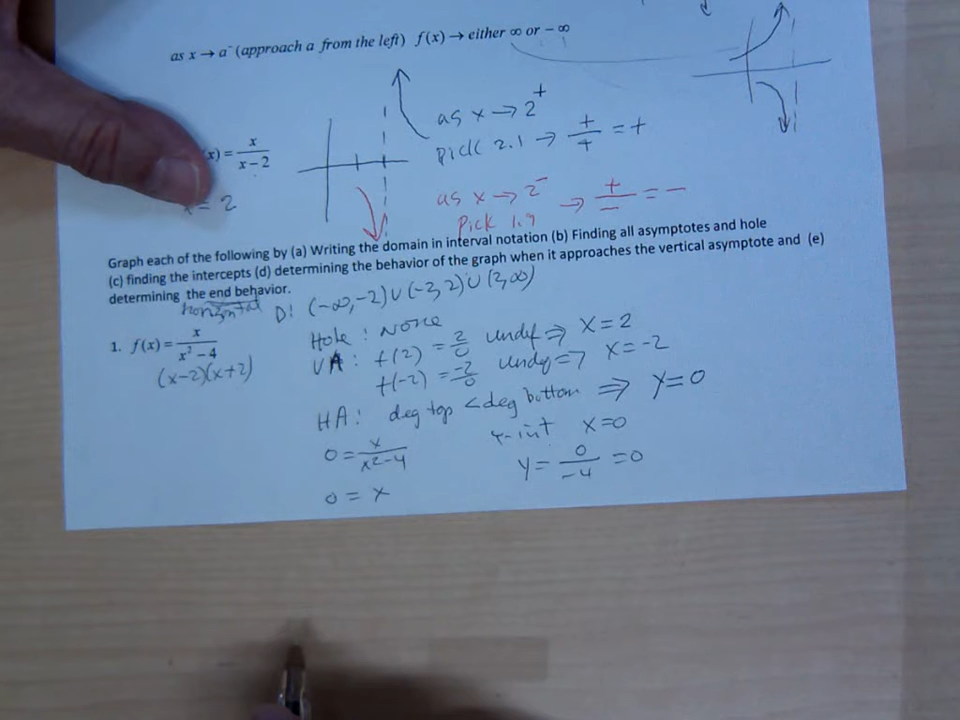 as x → a⁻ (approach a from the left) f(x) → either ∞ or − ∞
as x → 2⁺
x) = x/(x−2)
pick 2.1 → +/+ = +
x = 2
as x → 2⁻
Pick 1.9 → +/− = −
Graph each of the following by (a) Writing the domain in interval notation (b) Finding all asymptotes and hole
(c) finding the intercepts (d) determining the behavior of the graph when it approaches the vertical asymptote and (e)
determining the end behavior.
horizontal
D: (−∞,−2) ∪ (−2,2) ∪ (2,∞)
1. f(x) = x/(x²−4)
(x−2)(x+2)
Hole : None
VA : f(2) = 2/0 undef ⇒ x = 2
f(−2) = −2/0 undef ⇒ x = −2
HA : deg top < deg bottom ⇒ y = 0
0 = x/(x²−4)
0 = x
Y-int x = 0
y = 0/−4 = 0